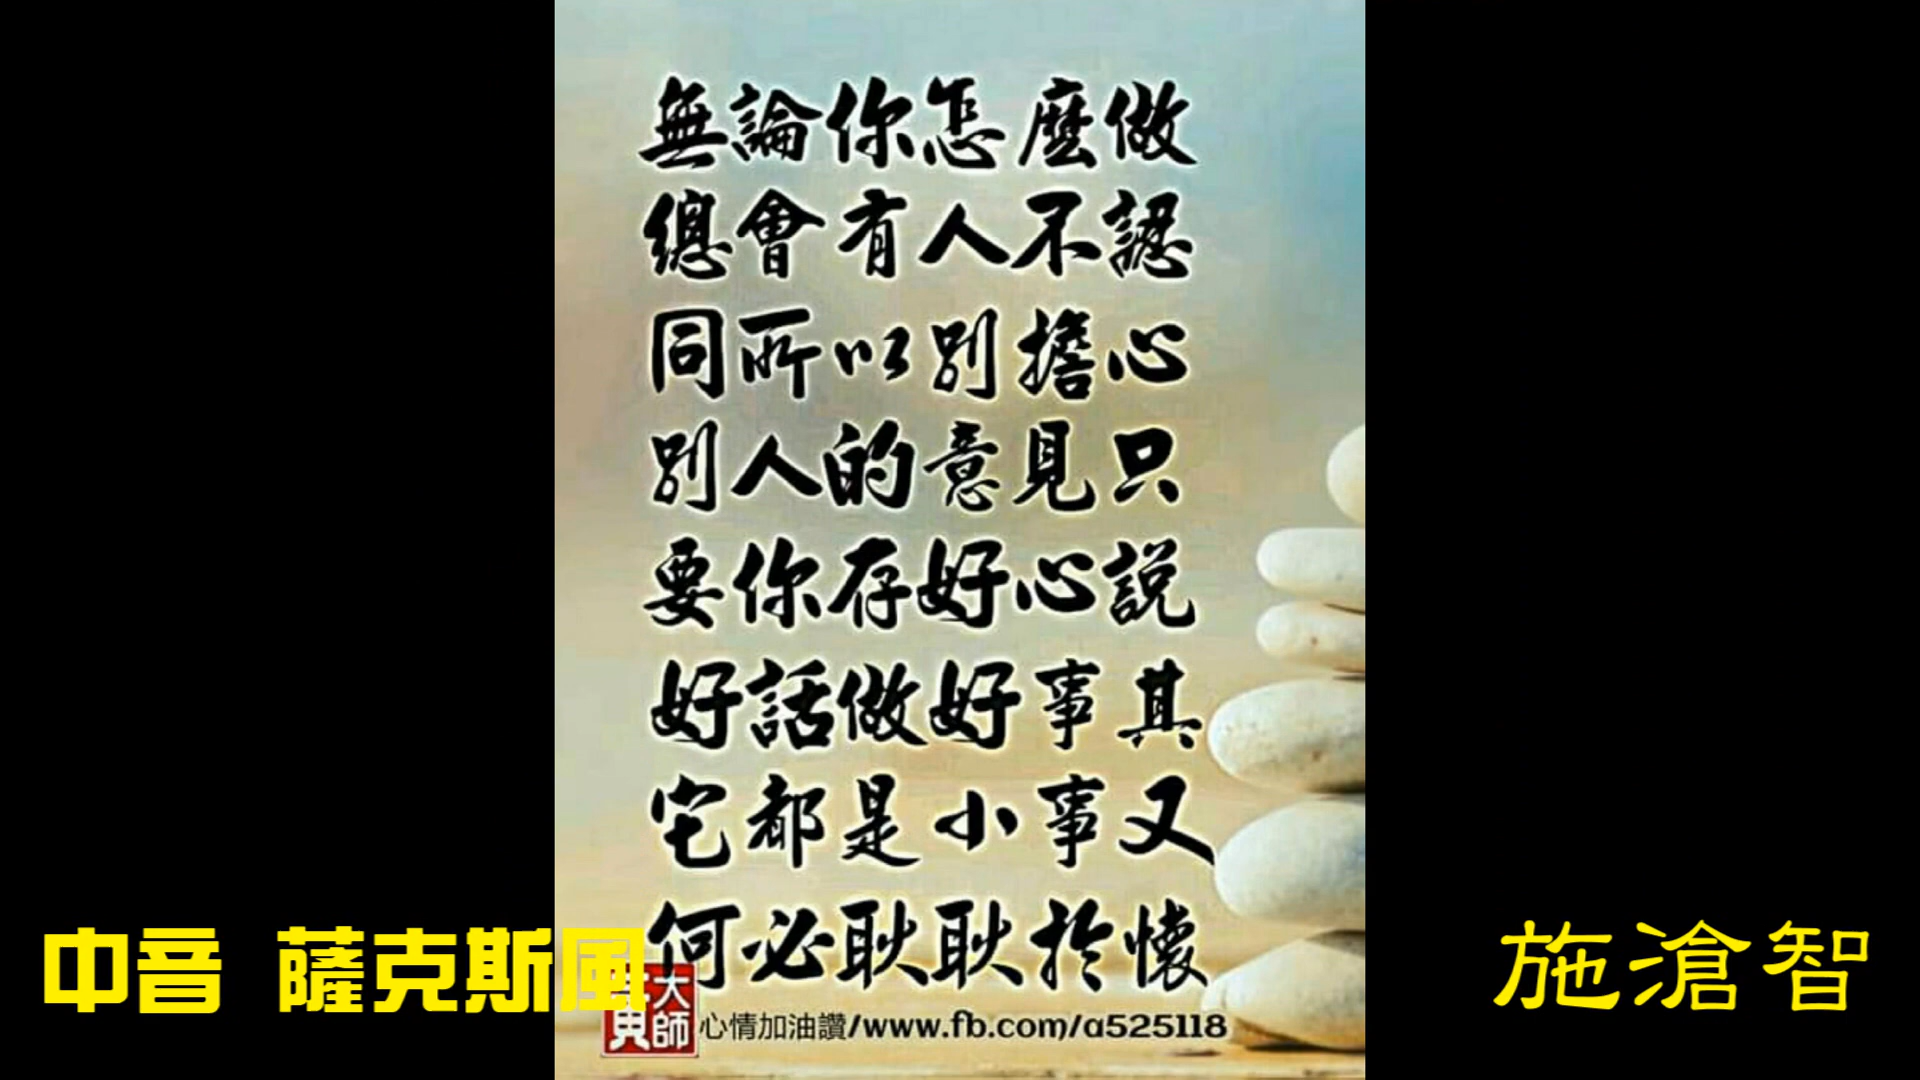 無論你怎麼做
總會有人不認
同所以別擔心
別人的意見只
要你存好心說
好話做好事其
它都是小事又
何必耿耿於懷
中音 薩克斯風
施滄智
大師
心情加油讚/www.fb.com/a525118